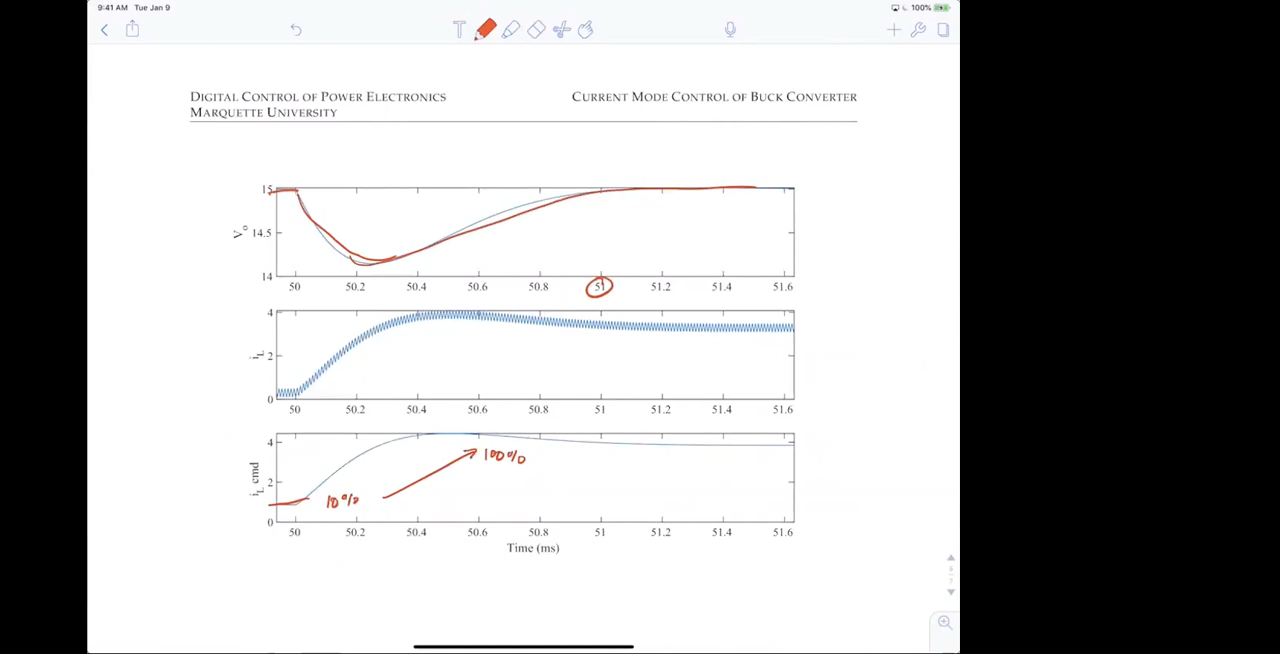 9:41 AM Tue Jan 9
100%
DIGITAL CONTROL OF POWER ELECTRONICS
CURRENT MODE CONTROL OF BUCK CONVERTER
MARQUETTE UNIVERSITY
15
14.5
14
Vo
50 50.2 50.4 50.6 50.8 51 51.2 51.4 51.6
4
2
0
iL
50 50.2 50.4 50.6 50.8 51 51.2 51.4 51.6
4
2
0
iL cmd
100%
10%
50 50.2 50.4 50.6 50.8 51 51.2 51.4 51.6
Time (ms)